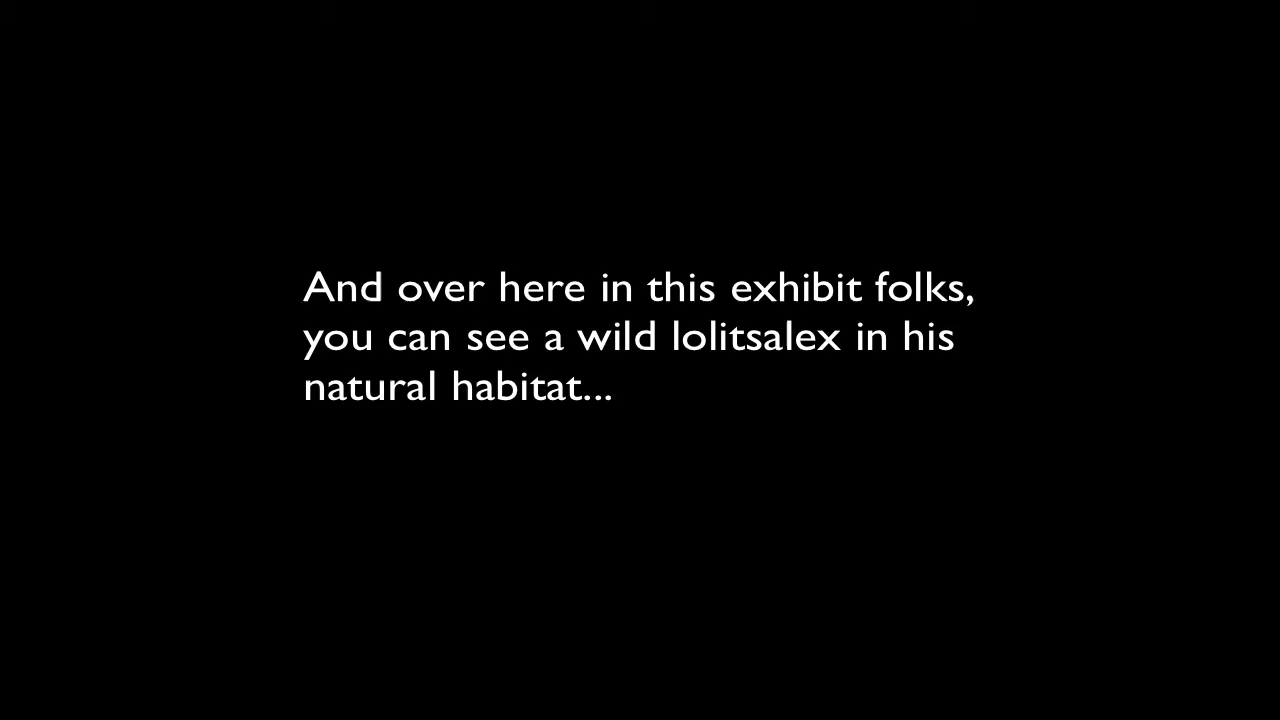 And over here in this exhibit folks,
you can see a wild lolitsalex in his
natural habitat...